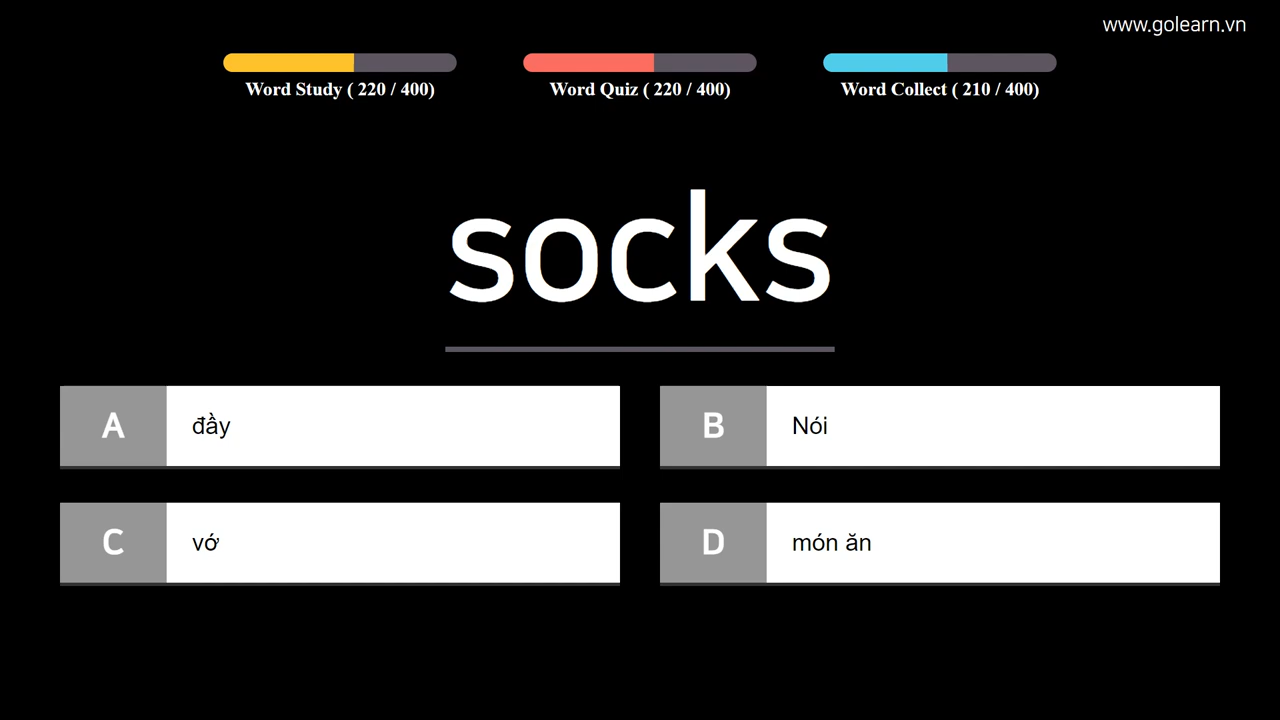 www.golearn.vn
Word Study ( 220 / 400)
Word Quiz ( 220 / 400)
Word Collect ( 210 / 400)
socks
A đầy
B Nói
C vớ
D món ăn